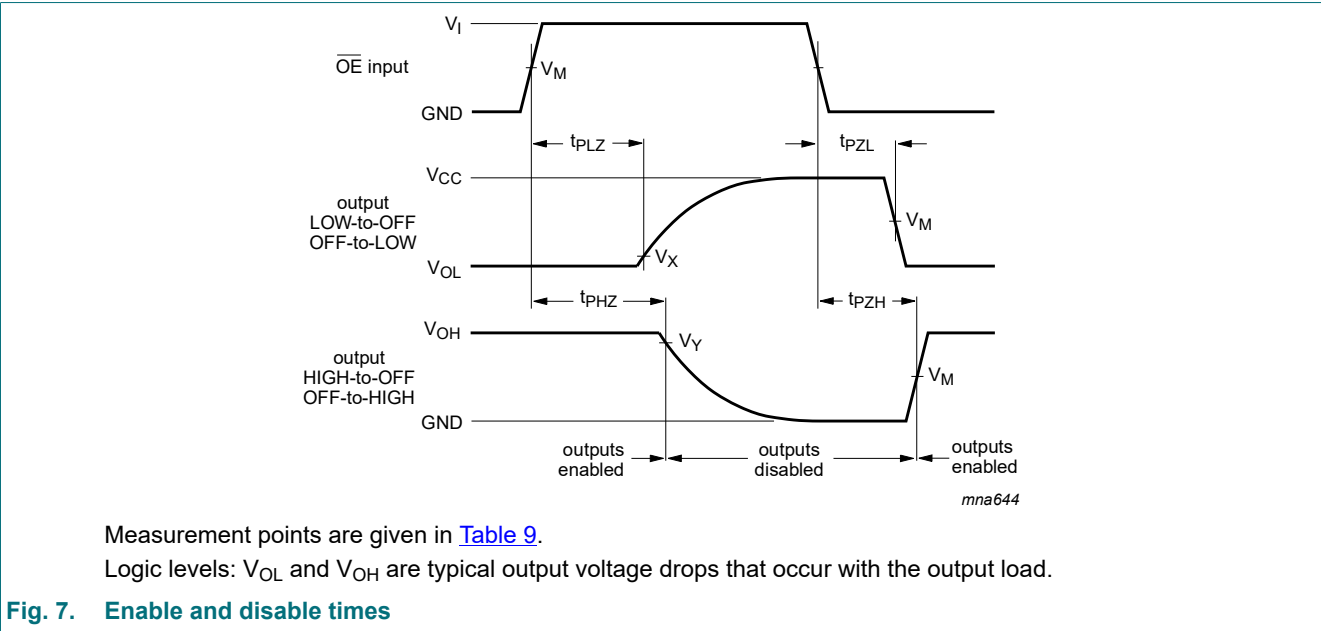 VI
OE input
VM
GND
tPLZ
tPZL
VCC
output
LOW-to-OFF
OFF-to-LOW
VM
VX
VOL
tPHZ
tPZH
VOH
VY
output
HIGH-to-OFF
OFF-to-HIGH
VM
GND
outputs
enabled
outputs
disabled
outputs
enabled
mna644
Measurement points are given in Table 9.
Logic levels: VOL and VOH are typical output voltage drops that occur with the output load.
Fig. 7. Enable and disable times